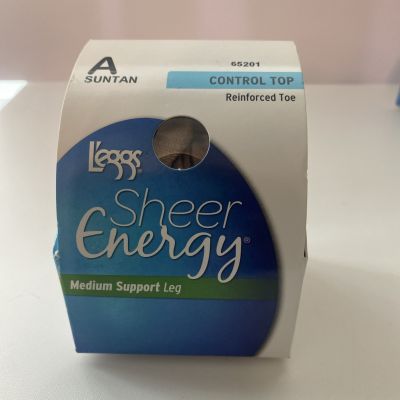 A
SUNTAN
65201
CONTROL TOP
Reinforced Toe
L'eggs
Sheer
Energy®
Medium Support Leg